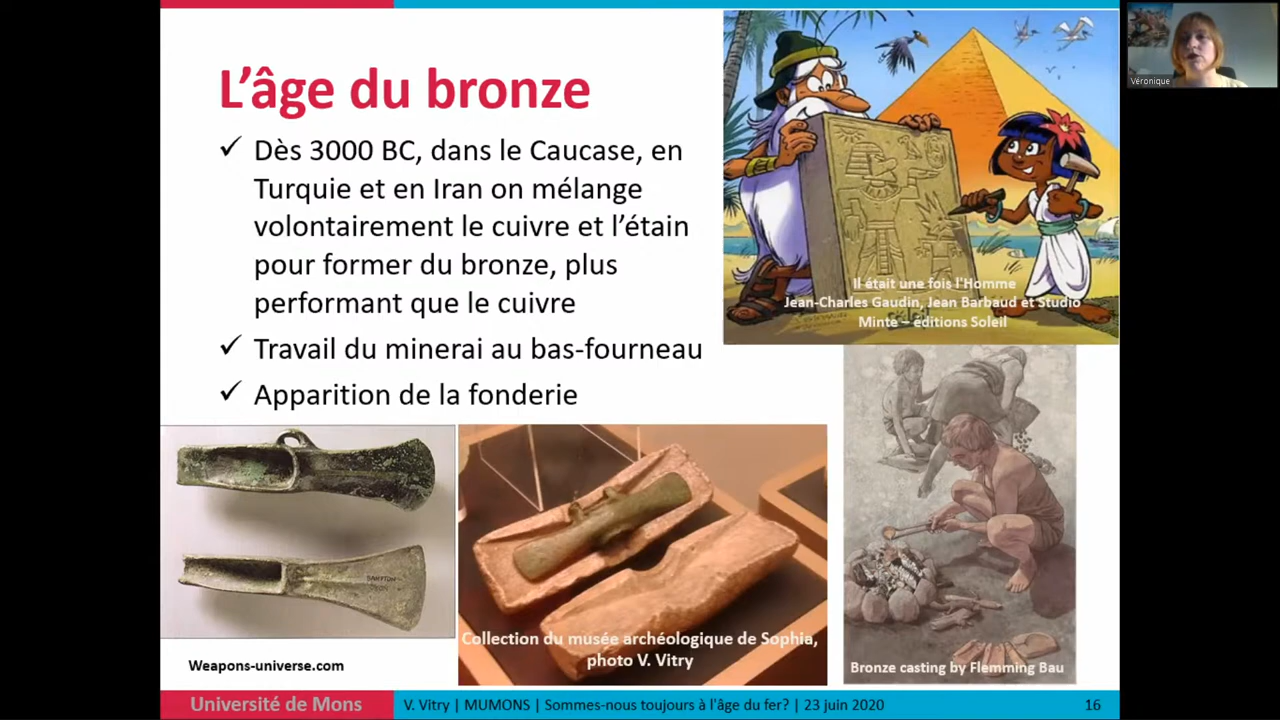 L'âge du bronze
✓ Dès 3000 BC, dans le Caucase, en
Turquie et en Iran on mélange
volontairement le cuivre et l'étain
pour former du bronze, plus
performant que le cuivre
✓ Travail du minerai au bas-fourneau
✓ Apparition de la fonderie
Il était une fois l'Homme
Jean-Charles Gaudin, Jean Barbaud et Studio
Minte – éditions Soleil
Véronique
Weapons-universe.com
Collection du musée archéologique de Sophia,
photo V. Vitry
Bronze casting by Flemming Bau
Université de Mons
V. Vitry | MUMONS | Sommes-nous toujours à l'âge du fer? | 23 juin 2020
16